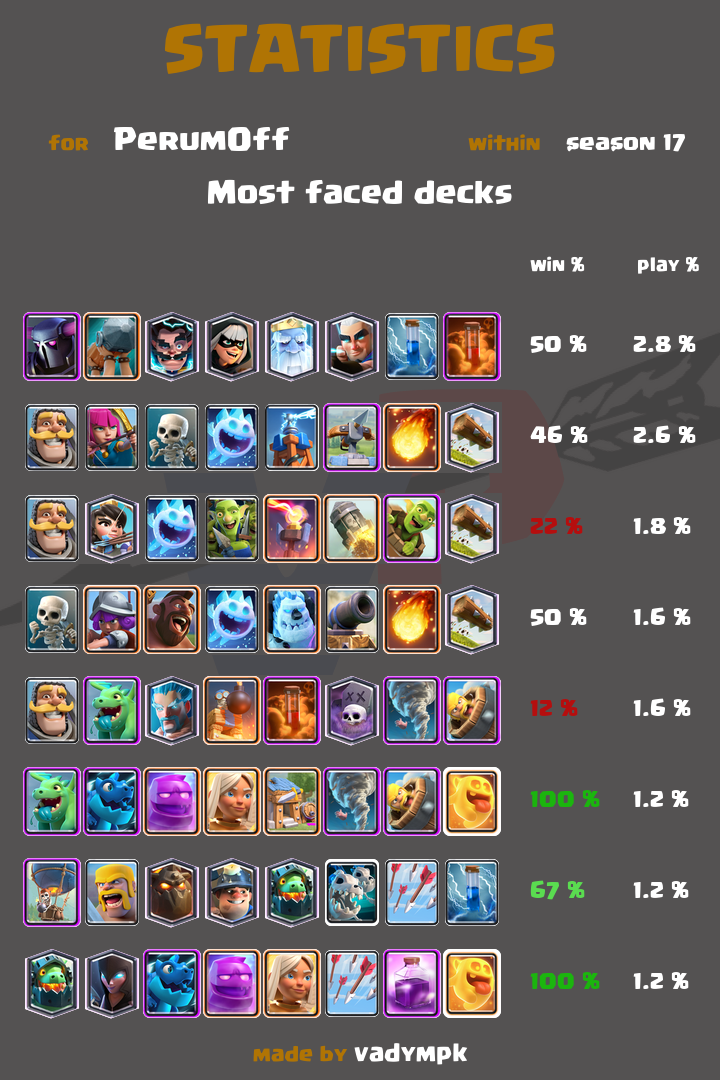 STATISTICS
for PerumOff within season 17
Most faced decks
win % play %
50 % 2.8 %
46 % 2.6 %
22 % 1.8 %
50 % 1.6 %
12 % 1.6 %
100 % 1.2 %
67 % 1.2 %
100 % 1.2 %
made by vadympk